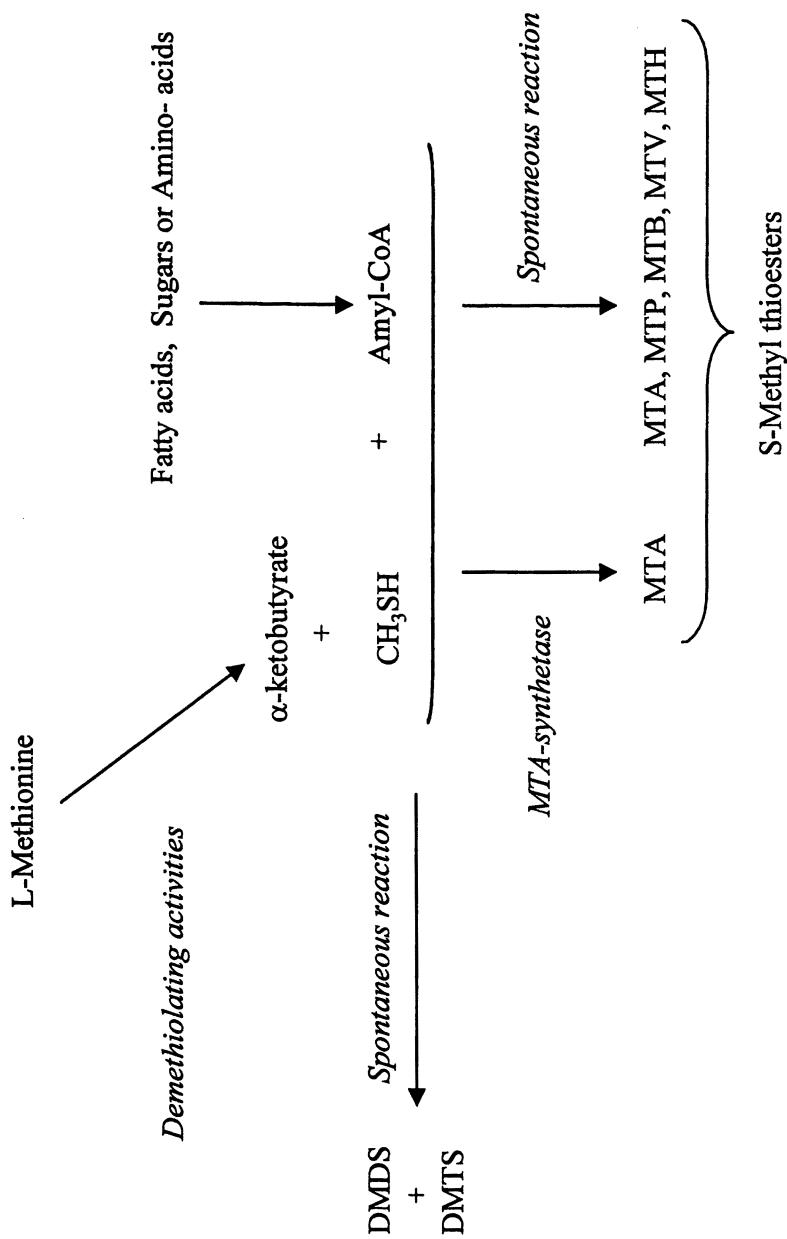 L-Methionine
Demethiolating activities
Fatty acids, Sugars or Amino- acids
α-ketobutyrate
+
CH₃SH + Amyl-CoA
DMDS
+
DMTS
Spontaneous reaction
MTA-synthetase
Spontaneous reaction
MTA
MTA, MTP, MTB, MTV, MTH
S-Methyl thioesters